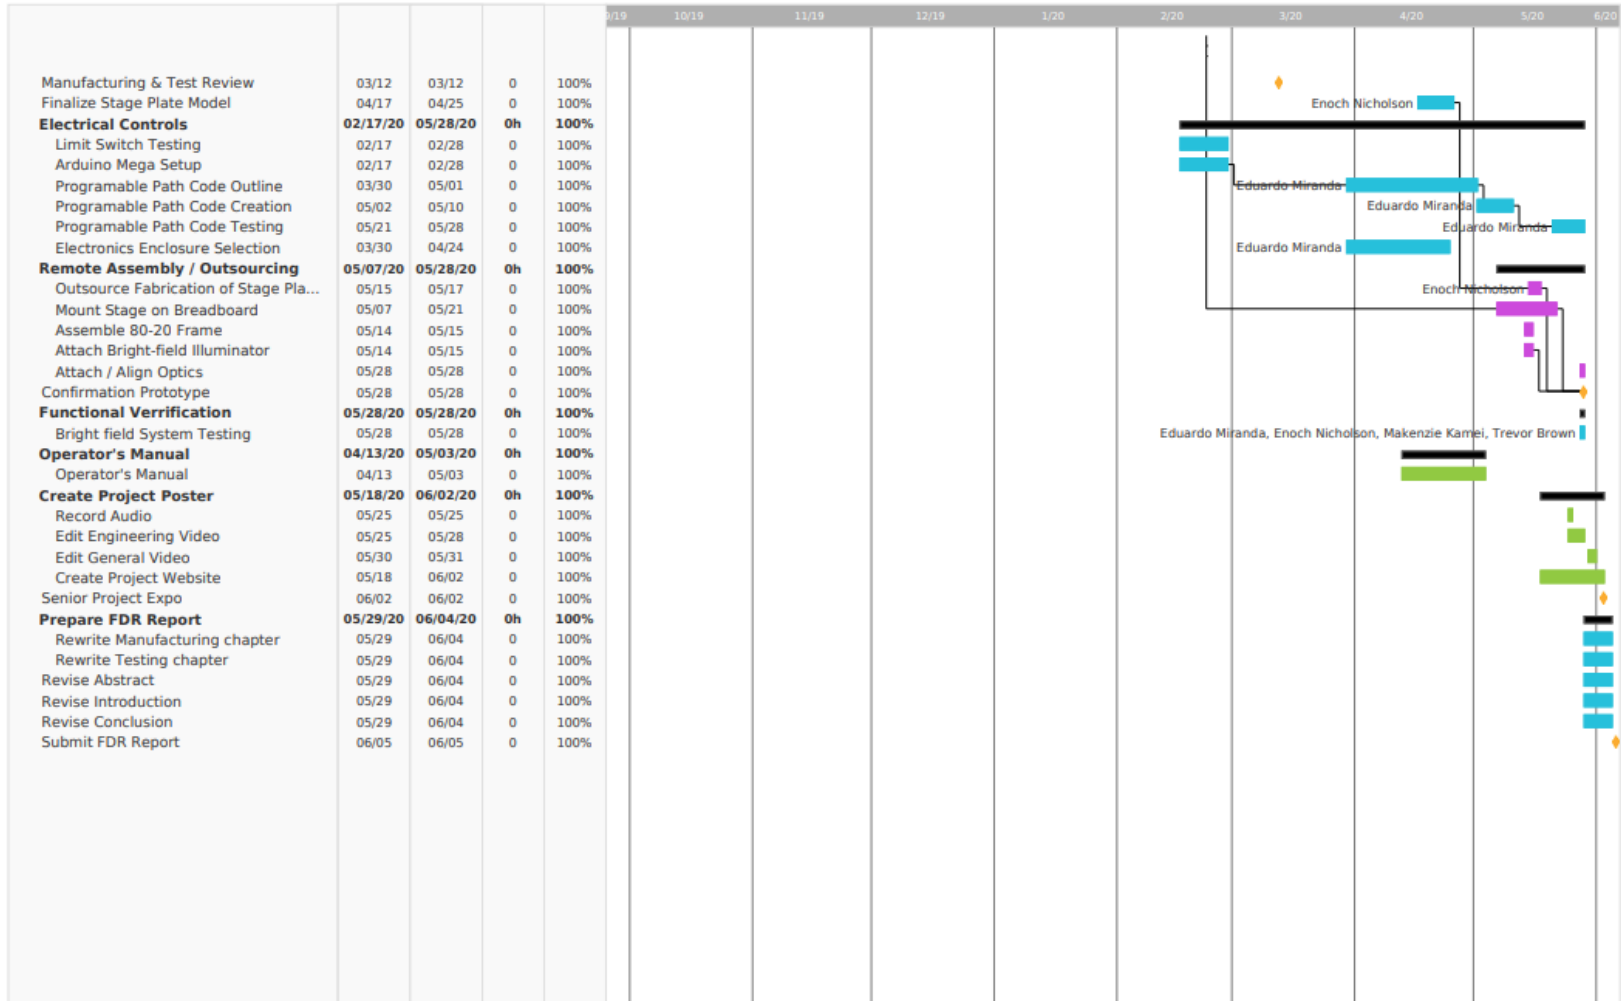 9/19 10/19 11/19 12/19 1/20 2/20 3/20 4/20 5/20 6/20
Manufacturing & Test Review 03/12 03/12 0 100%
Finalize Stage Plate Model 04/17 04/25 0 100% Enoch Nicholson
Electrical Controls 02/17/20 05/28/20 0h 100%
Limit Switch Testing 02/17 02/28 0 100%
Arduino Mega Setup 02/17 02/28 0 100%
Programable Path Code Outline 03/30 05/01 0 100% Eduardo Miranda
Programable Path Code Creation 05/02 05/10 0 100% Eduardo Miranda
Programable Path Code Testing 05/21 05/28 0 100% Eduardo Miranda
Electronics Enclosure Selection 03/30 04/24 0 100% Eduardo Miranda
Remote Assembly / Outsourcing 05/07/20 05/28/20 0h 100%
Outsource Fabrication of Stage Pla... 05/15 05/17 0 100% Enoch Nicholson
Mount Stage on Breadboard 05/07 05/21 0 100%
Assemble 80-20 Frame 05/14 05/15 0 100%
Attach Bright-field Illuminator 05/14 05/15 0 100%
Attach / Align Optics 05/28 05/28 0 100%
Confirmation Prototype 05/28 05/28 0 100%
Functional Verrification 05/28/20 05/28/20 0h 100%
Bright field System Testing 05/28 05/28 0 100% Eduardo Miranda, Enoch Nicholson, Makenzie Kamei, Trevor Brown
Operator's Manual 04/13/20 05/03/20 0h 100%
Operator's Manual 04/13 05/03 0 100%
Create Project Poster 05/18/20 06/02/20 0h 100%
Record Audio 05/25 05/25 0 100%
Edit Engineering Video 05/25 05/28 0 100%
Edit General Video 05/30 05/31 0 100%
Create Project Website 05/18 06/02 0 100%
Senior Project Expo 06/02 06/02 0 100%
Prepare FDR Report 05/29/20 06/04/20 0h 100%
Rewrite Manufacturing chapter 05/29 06/04 0 100%
Rewrite Testing chapter 05/29 06/04 0 100%
Revise Abstract 05/29 06/04 0 100%
Revise Introduction 05/29 06/04 0 100%
Revise Conclusion 05/29 06/04 0 100%
Submit FDR Report 06/05 06/05 0 100%